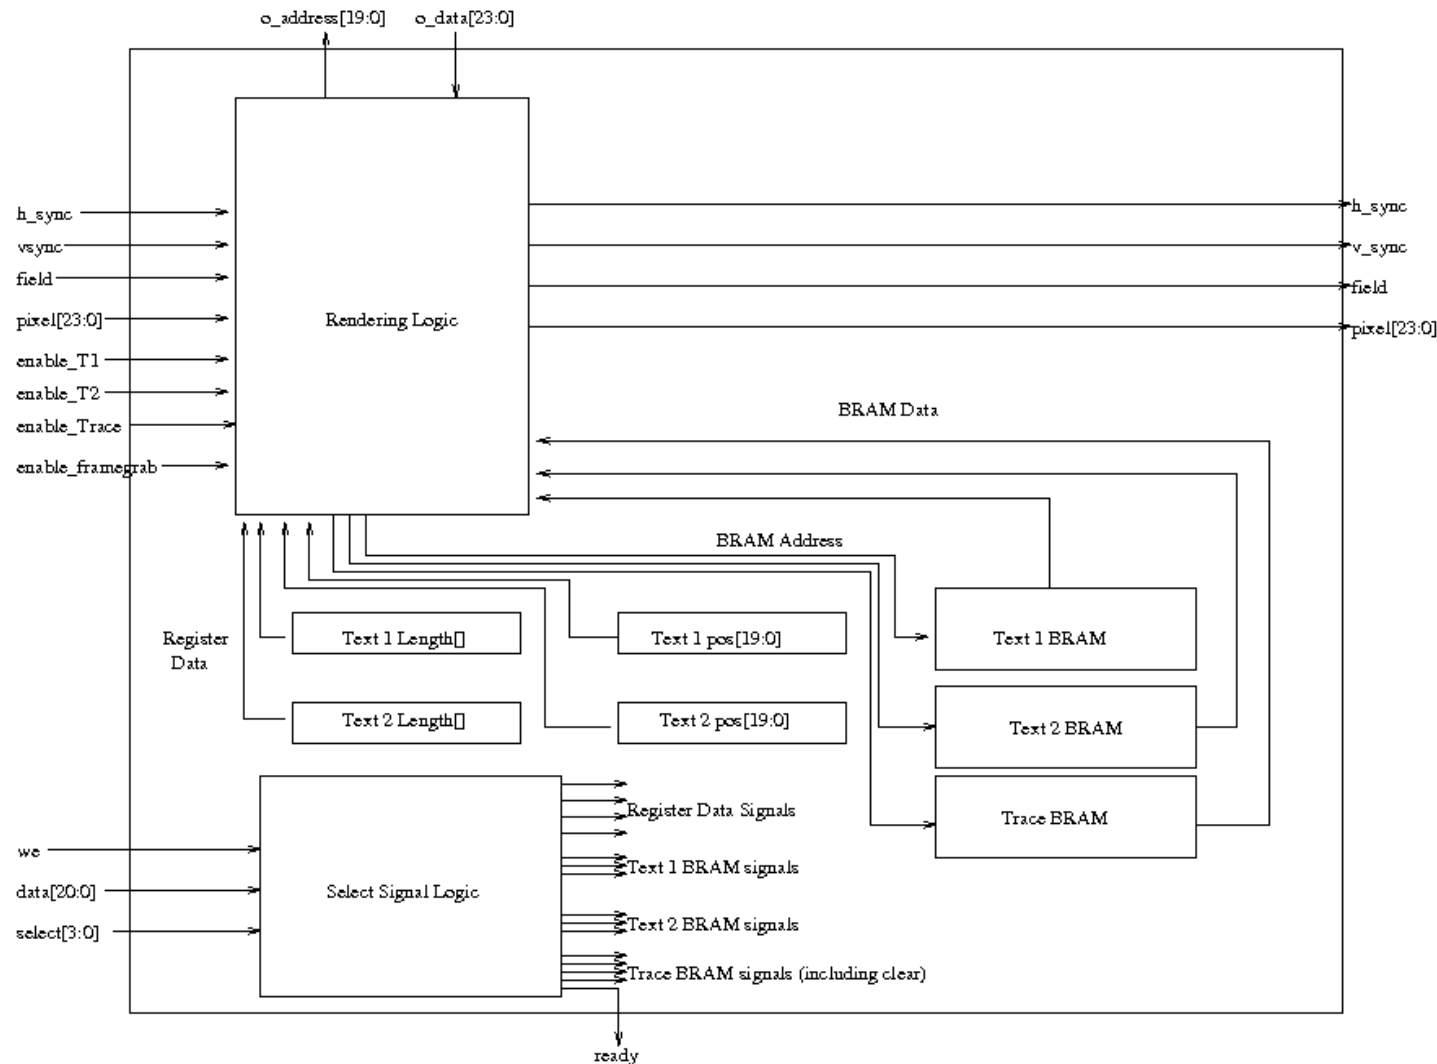 o_address[19:0]
o_data[23:0]
h_sync
vsync
field
pixel[23:0]
enable_T1
enable_T2
enable_Trace
enable_framegrab
Rendering Logic
h_sync
v_sync
field
pixel[23:0]
BRAM Data
BRAM Address
Register
Data
Text 1 Length[]
Text 1 pos[19:0]
Text 1 BRAM
Text 2 Length[]
Text 2 pos[19:0]
Text 2 BRAM
Trace BRAM
we
data[20:0]
select[3:0]
Select Signal Logic
Register Data Signals
Text 1 BRAM signals
Text 2 BRAM signals
Trace BRAM signals (including clear)
ready